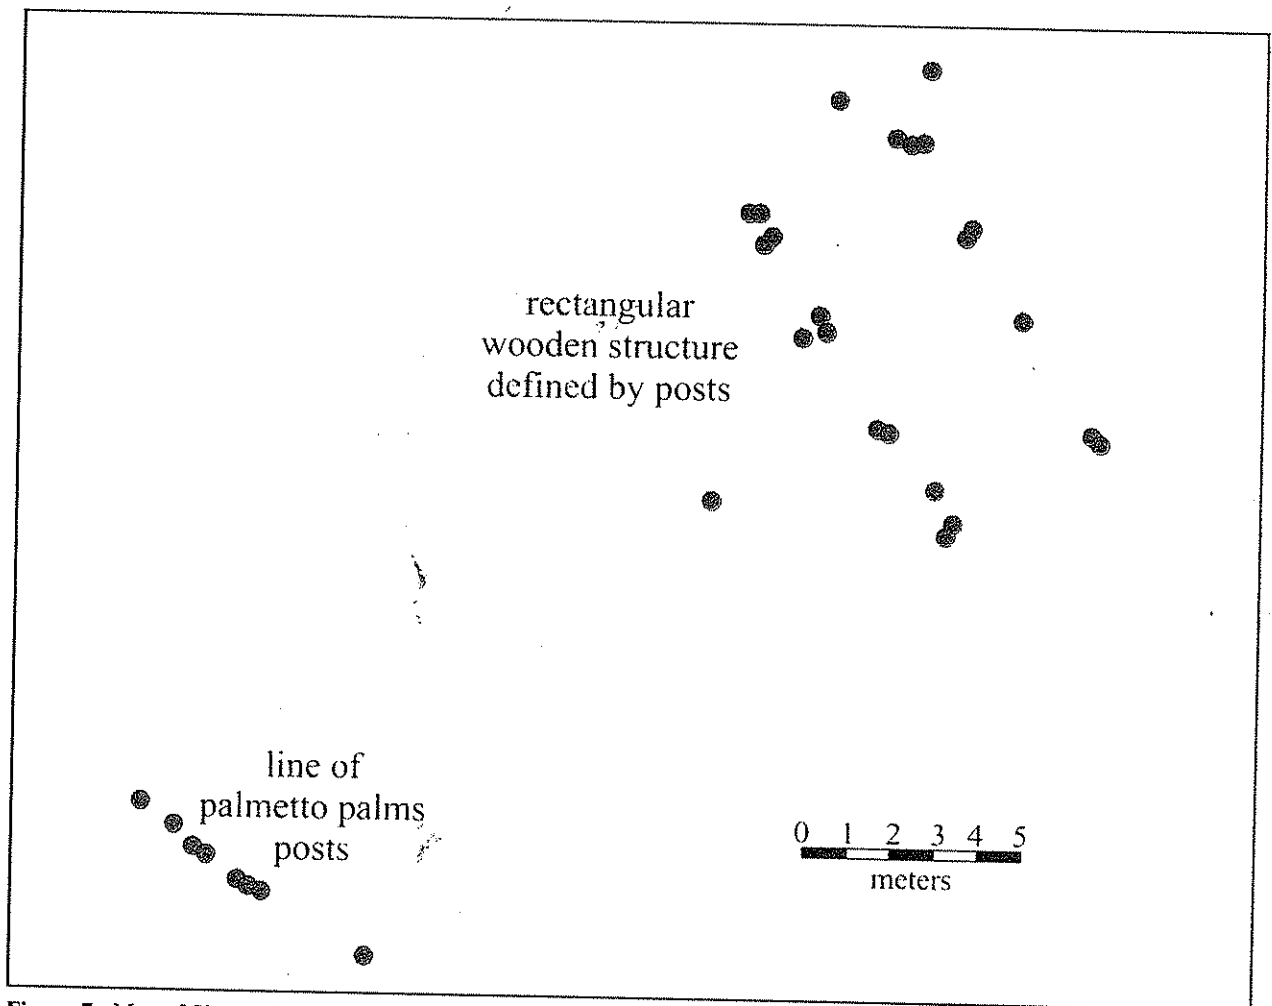 rectangular
wooden structure
defined by posts
line of
palmetto palms
posts
0 1 2 3 4 5
meters